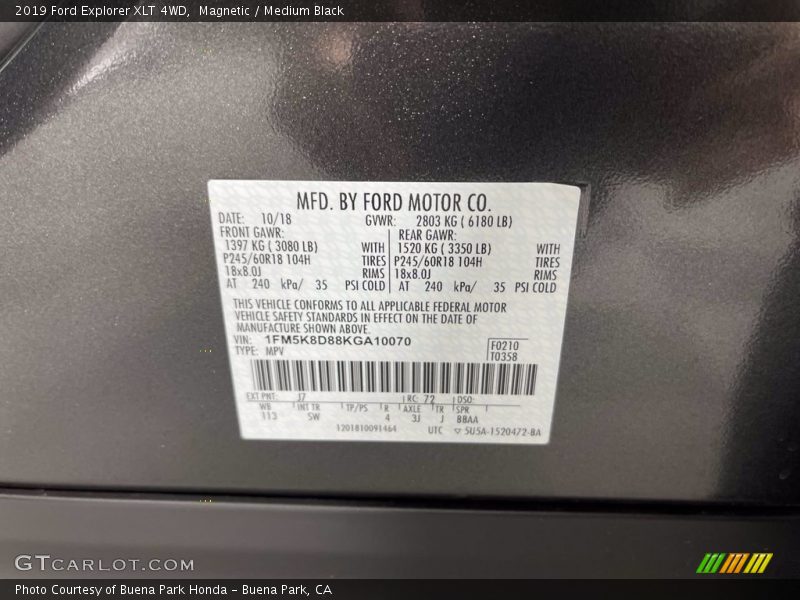 2019 Ford Explorer XLT 4WD,  Magnetic / Medium Black
MFD. BY FORD MOTOR CO.
DATE: 10/18 GVWR: 2803 KG ( 6180 LB)
FRONT GAWR: REAR GAWR:
1397 KG ( 3080 LB) WITH 1520 KG ( 3350 LB) WITH
P245/60R18 104H TIRES P245/60R18 104H TIRES
18x8.0J RIMS 18x8.0J RIMS
AT 240 kPa/ 35 PSI COLD AT 240 kPa/ 35 PSI COLD
THIS VEHICLE CONFORMS TO ALL APPLICABLE FEDERAL MOTOR
VEHICLE SAFETY STANDARDS IN EFFECT ON THE DATE OF
MANUFACTURE SHOWN ABOVE.
VIN: 1FM5K8D88KGA10070 F0210
TYPE: MPV T0358
EXT PNT: J7 RC: 72 DSO:
WB INT TR TP/PS R AXLE TR SPR
113 SW 4 3J J BBAA
1201810091464 UTC ▽ 5U5A-1520472-BA
GTCARLOT.COM
Photo Courtesy of Buena Park Honda - Buena Park, CA